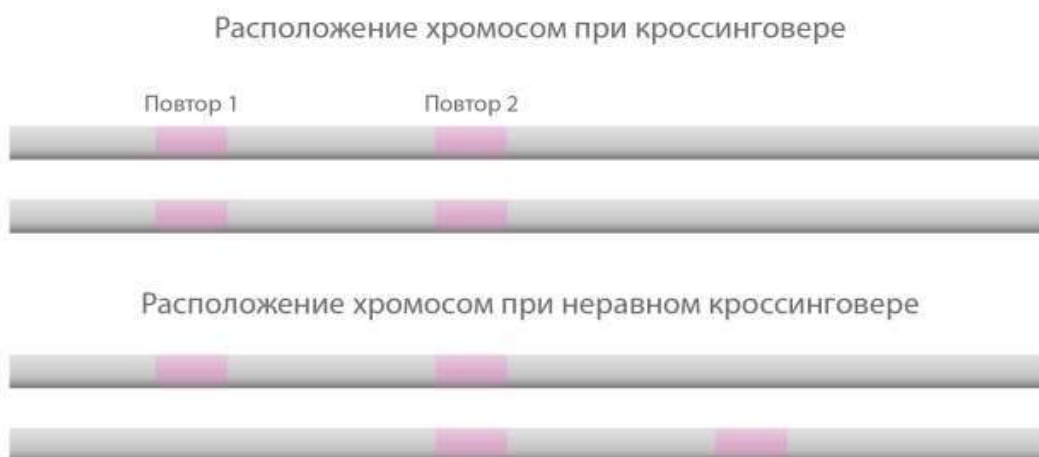 Расположение хромосом при кроссинговере
Повтор 1 Повтор 2
Расположение хромосом при неравном кроссинговере